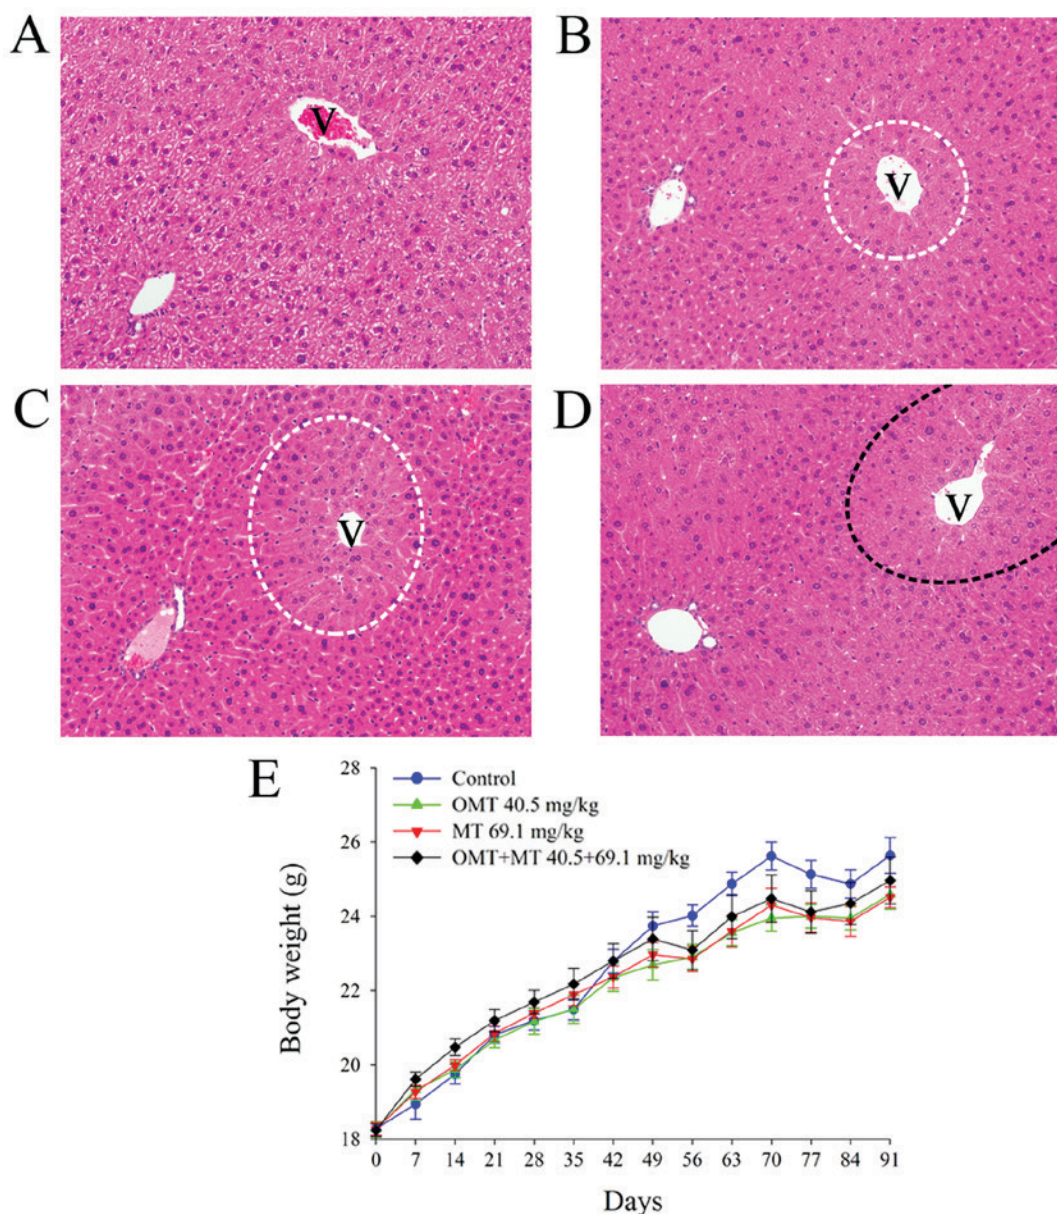 A
B
V
V
C
D
V
V
E
28
26
24
22
20
18
Body weight (g)
Control
OMT 40.5 mg/kg
MT 69.1 mg/kg
OMT+MT 40.5+69.1 mg/kg
0 7 14 21 28 35 42 49 56 63 70 77 84 91
Days